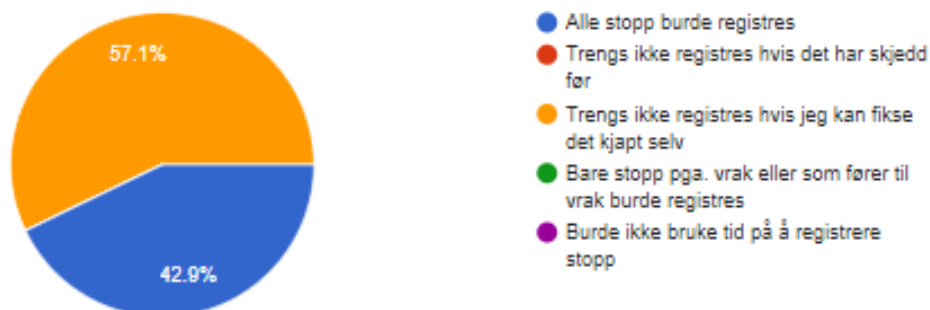 57.1%
42.9%
Alle stopp burde registres
Trengs ikke registres hvis det har skjedd
før
Trengs ikke registres hvis jeg kan fikse
det kjapt selv
Bare stopp pga. vrak eller som fører til
vrak burde registres
Burde ikke bruke tid på å registrere
stopp